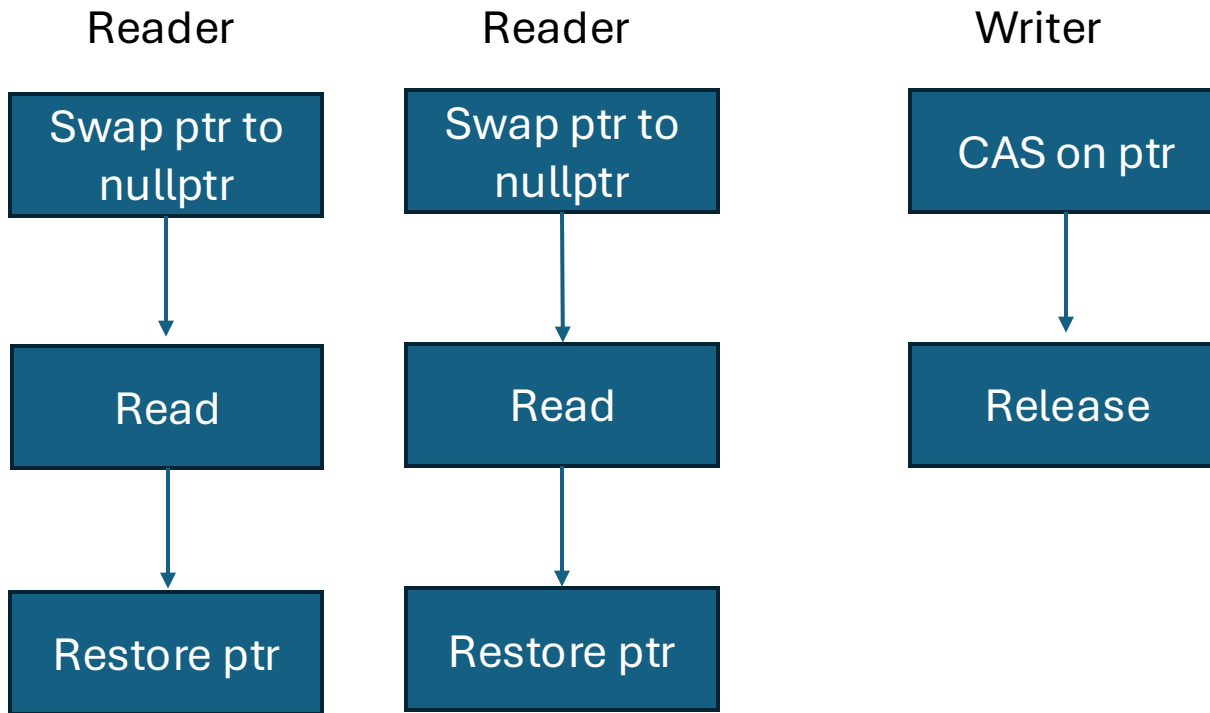 Reader
Reader
Writer
Swap ptr to
nullptr
Swap ptr to
nullptr
CAS on ptr
Read
Read
Release
Restore ptr
Restore ptr